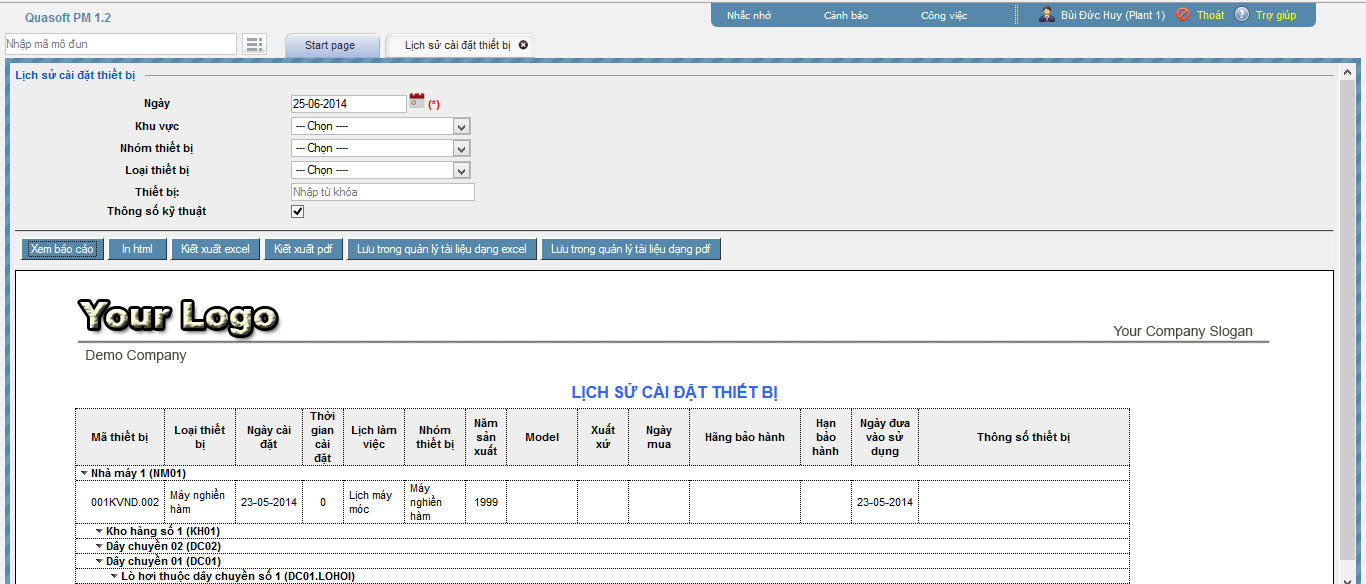 Quasoft PM 1.2
Nhắc nhở Cảnh báo Công việc Bùi Đức Huy (Plant 1) Thoát Trợ giúp
Nhập mã mô đun
Start page Lịch sử cài đặt thiết bị
Lịch sử cài đặt thiết bị
Ngày 25-06-2014 (*)
Khu vực --- Chọn ----
Nhóm thiết bị --- Chọn ----
Loại thiết bị --- Chọn ----
Thiết bị: Nhập từ khóa
Thông số kỹ thuật
Xem báo cáo In html Kiết xuất excel Kiết xuất pdf Lưu trong quản lý tài liệu dạng excel Lưu trong quản lý tài liệu dạng pdf
Your Logo
Your Company Slogan
Demo Company
LỊCH SỬ CÀI ĐẶT THIẾT BỊ
Mã thiết bị Loại thiết bị Ngày cài đặt Thời gian cài đặt Lịch làm việc Nhóm thiết bị Năm sản xuất Model Xuất xứ Ngày mua Hãng bảo hành Hạn bảo hành Ngày đưa vào sử dụng Thông số thiết bị
Nhà máy 1 (NM01)
001KVND.002 Máy nghiền hàm 23-05-2014 0 Lịch máy móc Máy nghiền hàm 1999 23-05-2014
Kho hàng số 1 (KH01)
Dây chuyền 02 (DC02)
Dây chuyền 01 (DC01)
Lò hơi thuộc dây chuyền số 1 (DC01.LOHOI)